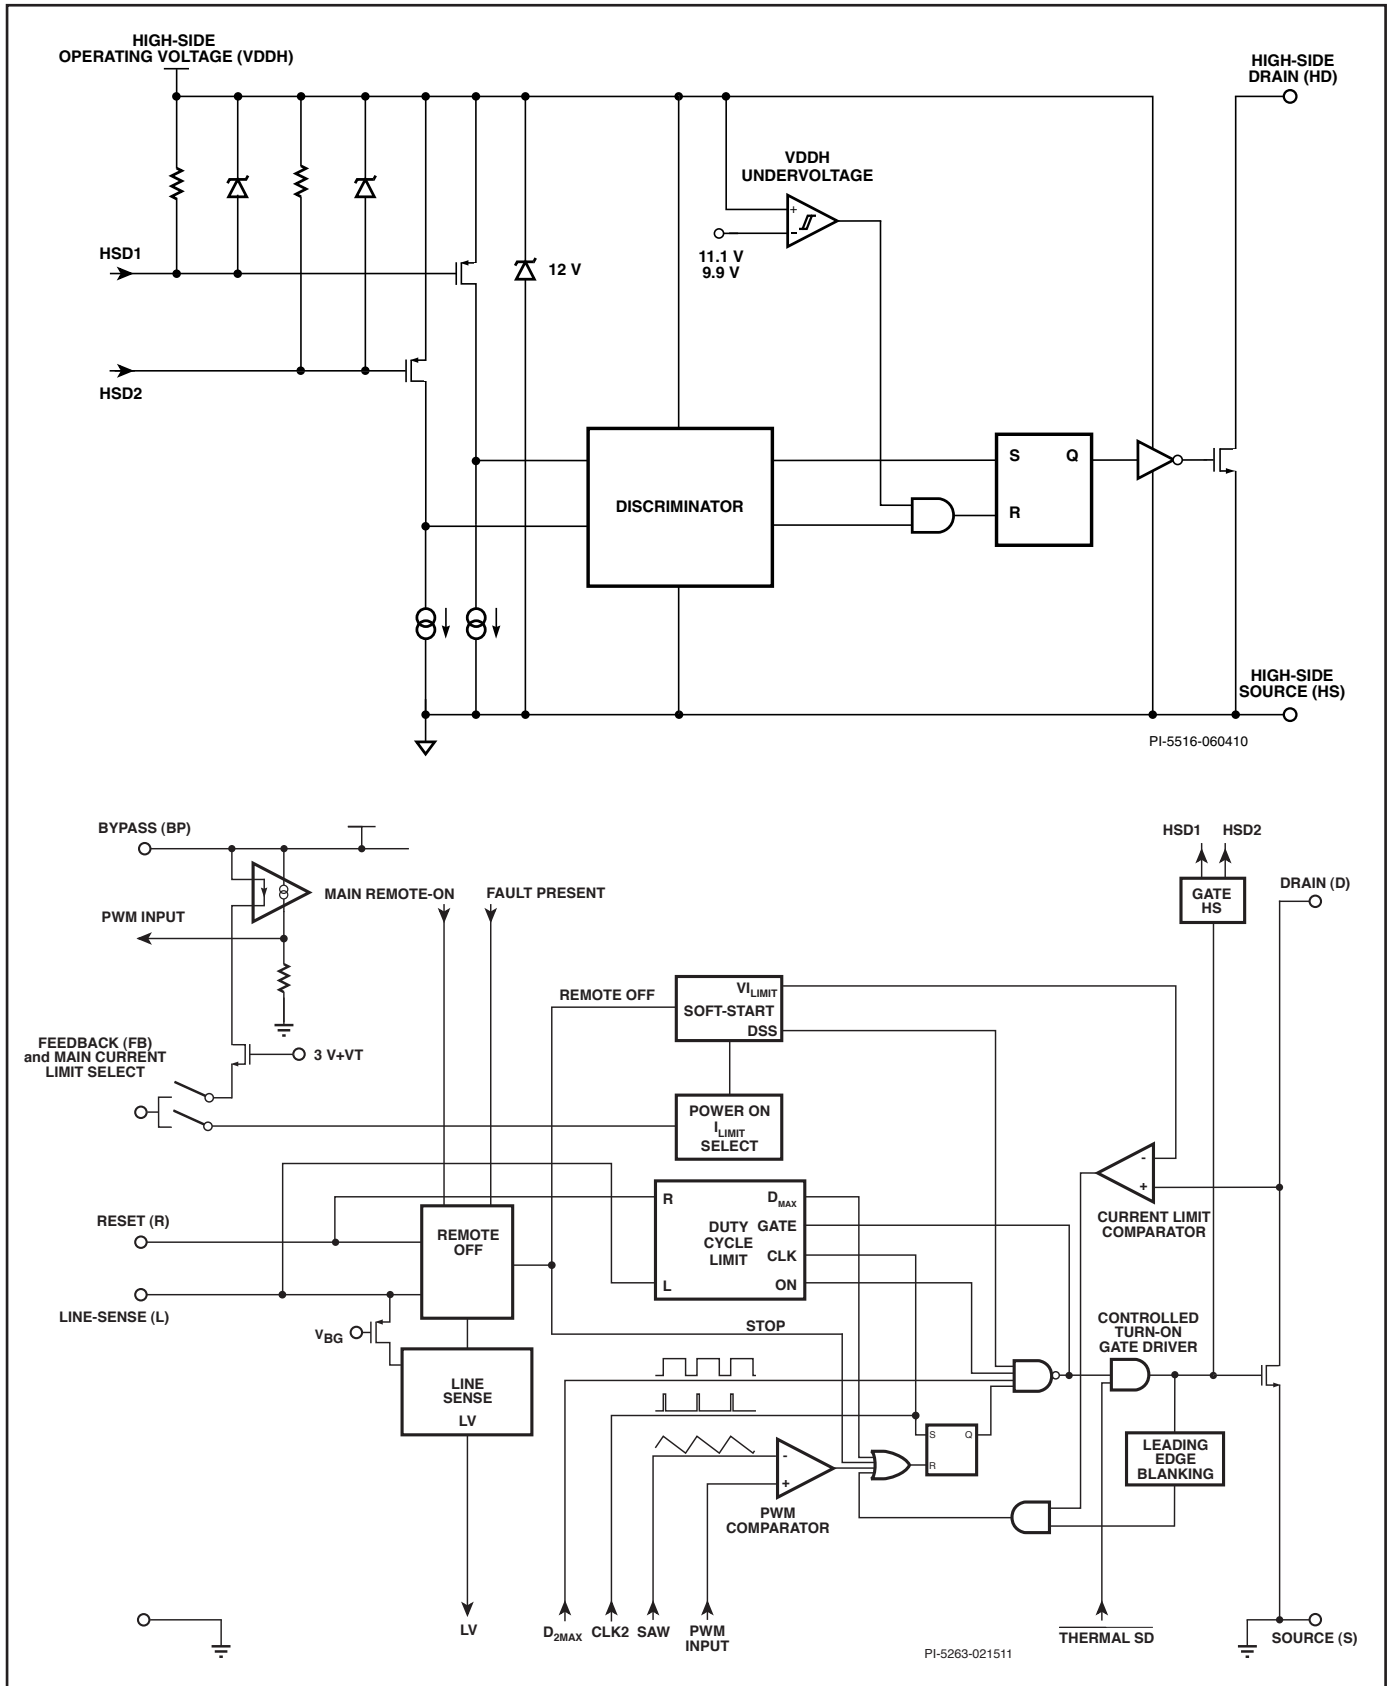 HIGH-SIDE
OPERATING VOLTAGE (VDDH)
HIGH-SIDE
DRAIN (HD)
VDDH
UNDERVOLTAGE
+
-
11.1 V
9.9 V
HSD1
12 V
HSD2
DISCRIMINATOR
S
Q
R
HIGH-SIDE
SOURCE (HS)
PI-5516-060410
BYPASS (BP)
HSD1
HSD2
MAIN REMOTE-ON
FAULT PRESENT
DRAIN (D)
GATE
HS
PWM INPUT
REMOTE OFF
VILIMIT
SOFT-START
DSS
FEEDBACK (FB)
and MAIN CURRENT
LIMIT SELECT
3 V+VT
POWER ON
ILIMIT
SELECT
-
+
CURRENT LIMIT
COMPARATOR
RESET (R)
REMOTE
OFF
R
DMAX
DUTY
CYCLE
LIMIT
GATE
CLK
L
ON
LINE-SENSE (L)
VBG
STOP
CONTROLLED
TURN-ON
GATE DRIVER
LINE
SENSE
LV
S
Q
R
LEADING
EDGE
BLANKING
-
+
PWM
COMPARATOR
LV
D2MAX
CLK2
SAW
PWM
INPUT
THERMAL SD
SOURCE (S)
PI-5263-021511